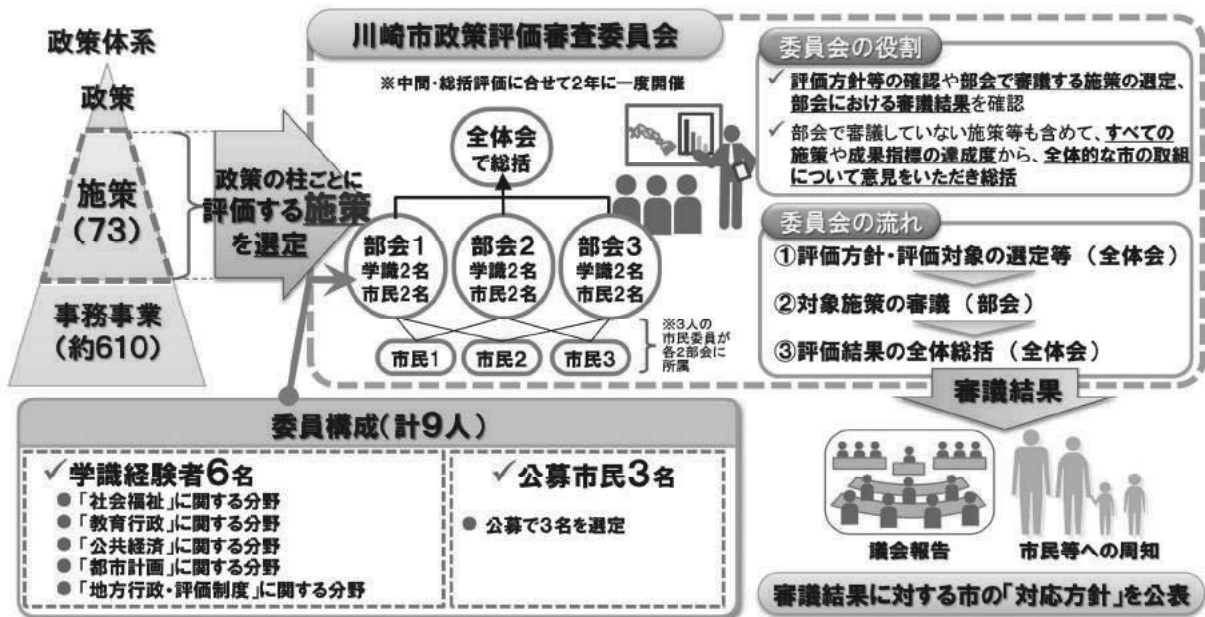 政策体系
政策
施策
(73)
事務事業
(約610)
政策の柱ごとに
評価する施策
を選定
川崎市政策評価審査委員会
※中間・総括評価に合せて2年に一度開催
全体会
で総括
部会1
学識2名
市民2名
部会2
学識2名
市民2名
部会3
学識2名
市民2名
市民1
市民2
市民3
※3人の
市民委員が
各2部会に
所属
委員会の役割
✓ 評価方針等の確認や部会で審議する施策の選定、
部会における審議結果を確認
✓ 部会で審議していない施策等も含めて、すべての
施策や成果指標の達成度から、全体的な市の取組
について意見をいただき総括
委員会の流れ
①評価方針・評価対象の選定等（全体会）
②対象施策の審議（部会）
③評価結果の全体総括（全体会）
審議結果
議会報告
市民等への周知
審議結果に対する市の「対応方針」を公表
委員構成(計9人)
✓学識経験者6名
●「社会福祉」に関する分野
●「教育行政」に関する分野
●「公共経済」に関する分野
●「都市計画」に関する分野
●「地方行政・評価制度」に関する分野
✓公募市民3名
● 公募で3名を選定